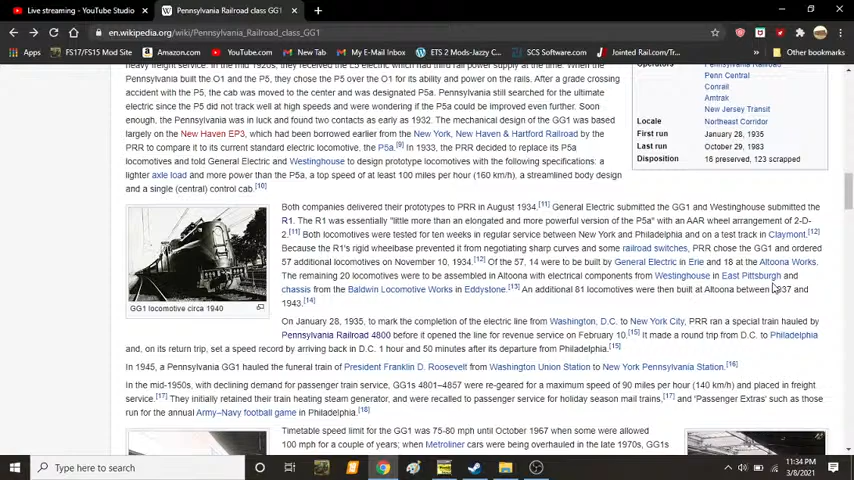 Live streaming - YouTube Studio
Pennsylvania Railroad class GG1
en.wikipedia.org/wiki/Pennsylvania_Railroad_class_GG1
Apps FS17/FS15 Mod Site Amazon.com YouTube.com New Tab My E-mail Inbox ETS 2 Mods-Jazzy C... SCS Software.com Jointed Rail.com/Tr... Other bookmarks
heavy freight service. In the mid 1920s, they received the L5 electric which had third rail power supply at the time. When the
Pennsylvania built the O1 and the P5, they chose the P5 over the O1 for its ability and power on the rails. After a grade crossing
accident with the P5, the cab was moved to the center and was designated P5a. Pennsylvania still searched for the ultimate
electric since the P5 did not track well at high speeds and were wondering if the P5a could be improved even further. Soon
enough, the Pennsylvania was in luck and found two contacts as early as 1932. The mechanical design of the GG1 was based
largely on the New Haven EP3, which had been borrowed earlier from the New York, New Haven & Hartford Railroad by the
PRR to compare it to its current standard electric locomotive, the P5a.[9] In 1933, the PRR decided to replace its P5a
locomotives and told General Electric and Westinghouse to design prototype locomotives with the following specifications: a
lighter axle load and more power than the P5a, a top speed of at least 100 miles per hour (160 km/h), a streamlined body design
and a single (central) control cab.[10]
Operators Pennsylvania Railroad
Penn Central
Conrail
Amtrak
New Jersey Transit
Locale Northeast Corridor
First run January 28, 1935
Last run October 29, 1983
Disposition 16 preserved, 123 scrapped
GG1 locomotive circa 1940
Both companies delivered their prototypes to PRR in August 1934.[11] General Electric submitted the GG1 and Westinghouse submitted the
R1. The R1 was essentially "little more than an elongated and more powerful version of the P5a" with an AAR wheel arrangement of 2-D-
2.[11] Both locomotives were tested for ten weeks in regular service between New York and Philadelphia and on a test track in Claymont.[12]
Because the R1's rigid wheelbase prevented it from negotiating sharp curves and some railroad switches, PRR chose the GG1 and ordered
57 additional locomotives on November 10, 1934.[12] Of the 57, 14 were to be built by General Electric in Erie and 18 at the Altoona Works.
The remaining 20 locomotives were to be assembled in Altoona with electrical components from Westinghouse in East Pittsburgh and
chassis from the Baldwin Locomotive Works in Eddystone.[13] An additional 81 locomotives were then built at Altoona between 1937 and
1943.[14]
On January 28, 1935, to mark the completion of the electric line from Washington, D.C. to New York City, PRR ran a special train hauled by
Pennsylvania Railroad 4800 before it opened the line for revenue service on February 10.[15] It made a round trip from D.C. to Philadelphia
and, on its return trip, set a speed record by arriving back in D.C. 1 hour and 50 minutes after its departure from Philadelphia.[15]
In 1945, a Pennsylvania GG1 hauled the funeral train of President Franklin D. Roosevelt from Washington Union Station to New York Pennsylvania Station.[16]
In the mid-1950s, with declining demand for passenger train service, GG1s 4801–4857 were re-geared for a maximum speed of 90 miles per hour (140 km/h) and placed in freight
service.[17] They initially retained their train heating steam generator, and were recalled to passenger service for holiday season mail trains,[17] and 'Passenger Extras' such as those
run for the annual Army–Navy football game in Philadelphia.[18]
Timetable speed limit for the GG1 was 75-80 mph until October 1967 when some were allowed
100 mph for a couple of years; when Metroliner cars were being overhauled in the late 1970s, GG1s
Type here to search
11:34 PM
3/8/2021